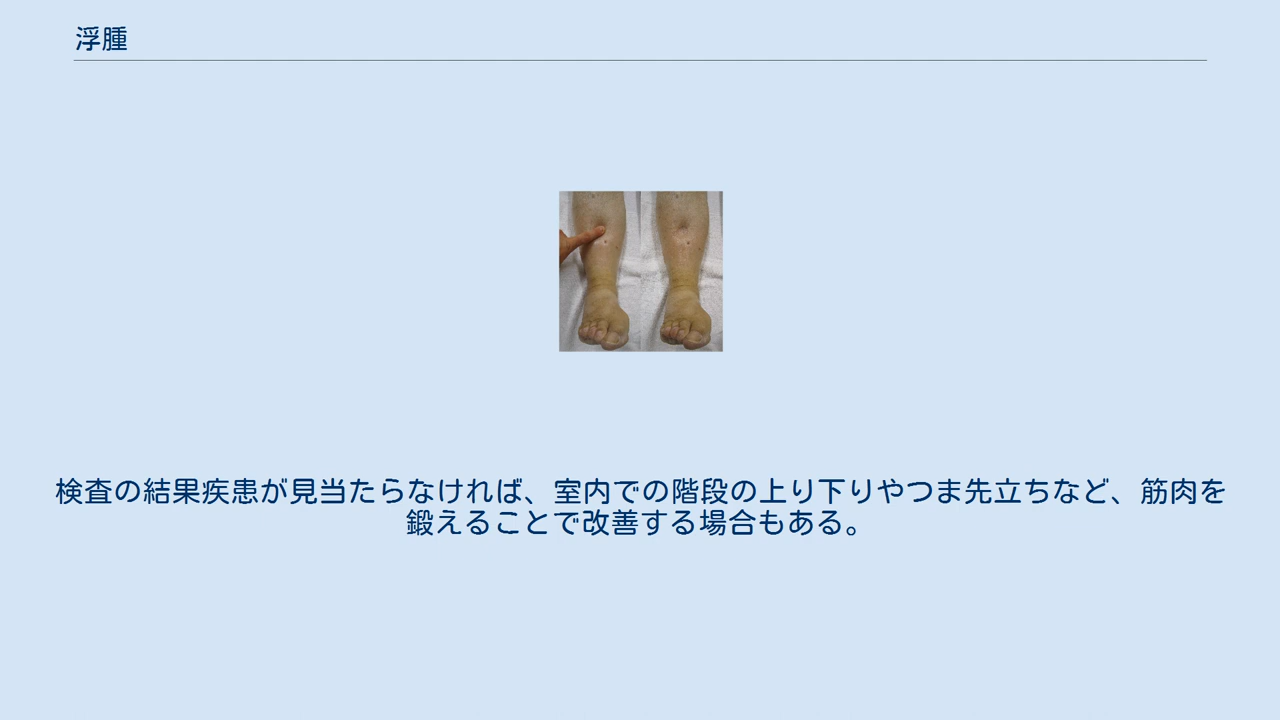 浮腫
検査の結果疾患が見当たらなければ、室内での階段の上り下りやつま先立ちなど、筋肉を
鍛えることで改善する場合もある。